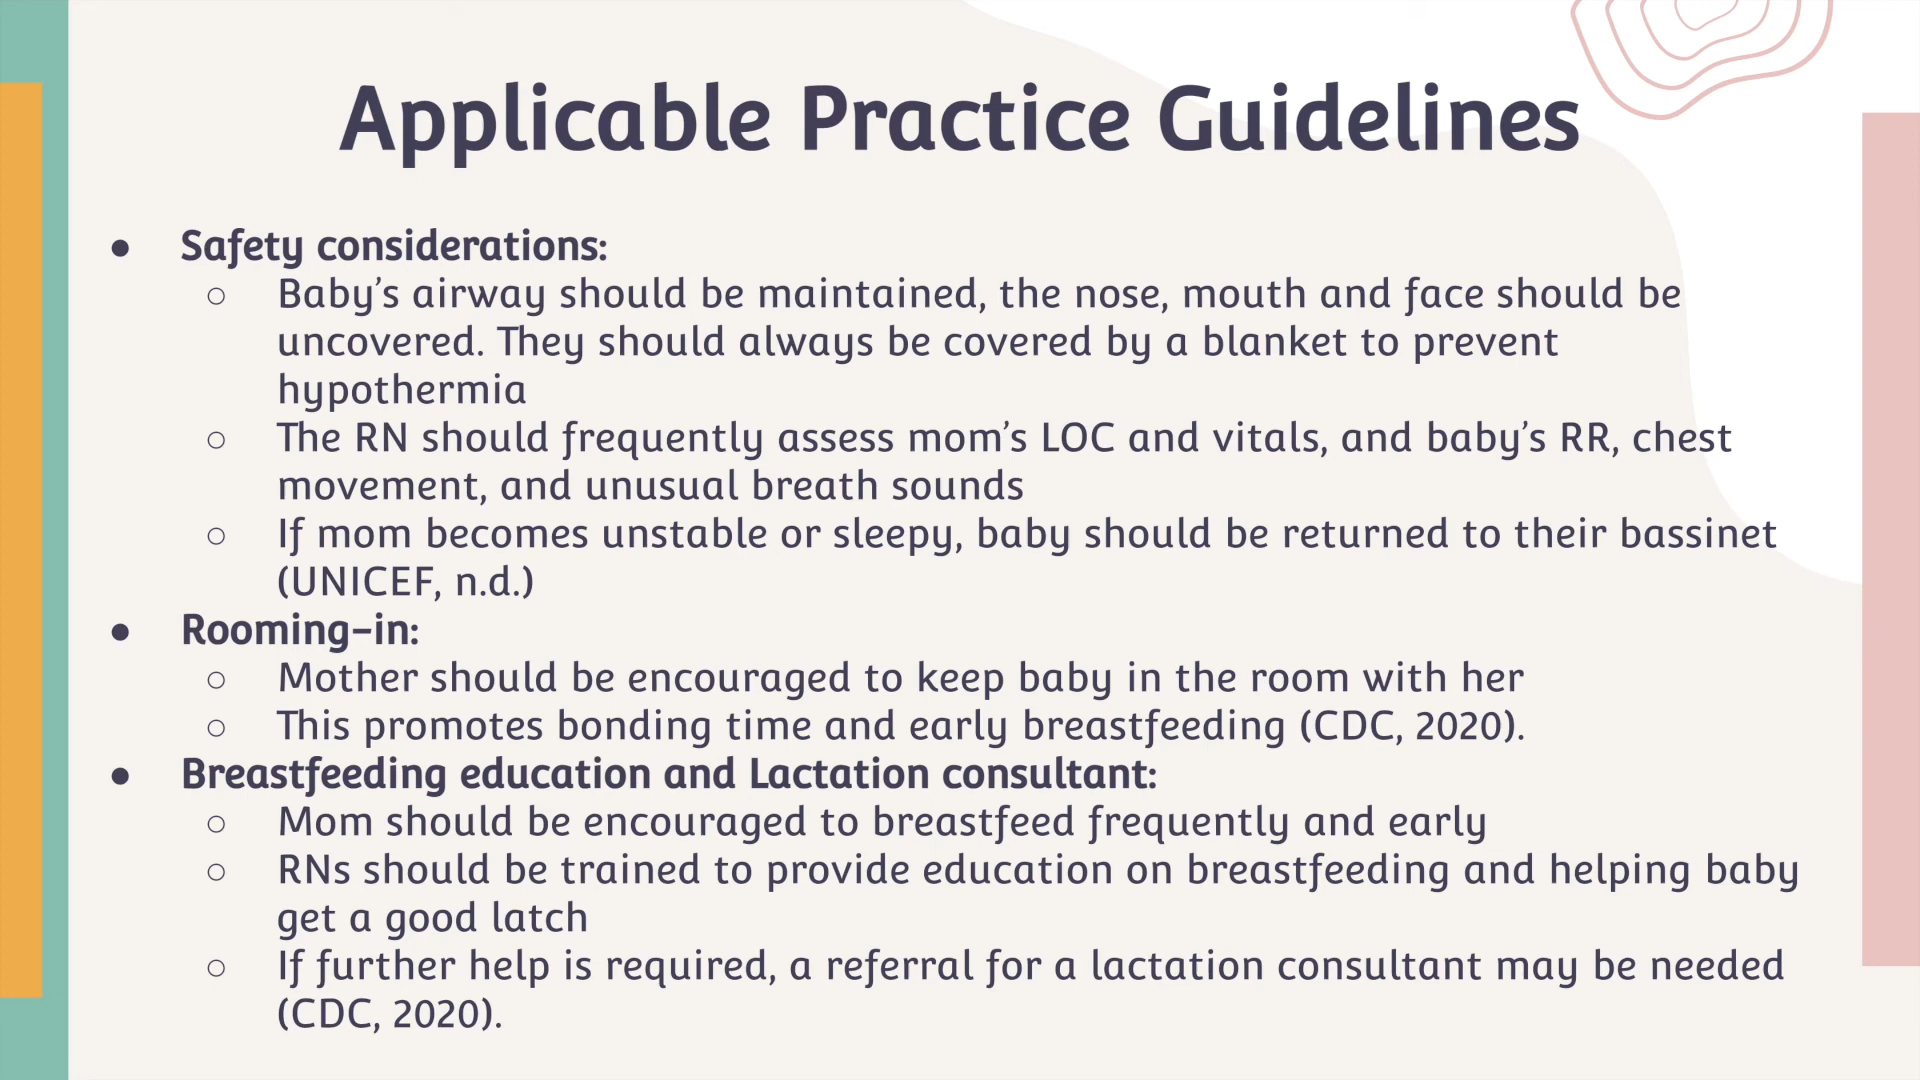 Applicable Practice Guidelines
● Safety considerations:
○ Baby’s airway should be maintained, the nose, mouth and face should be
uncovered. They should always be covered by a blanket to prevent
hypothermia
○ The RN should frequently assess mom’s LOC and vitals, and baby’s RR, chest
movement, and unusual breath sounds
○ If mom becomes unstable or sleepy, baby should be returned to their bassinet
(UNICEF, n.d.)
● Rooming-in:
○ Mother should be encouraged to keep baby in the room with her
○ This promotes bonding time and early breastfeeding (CDC, 2020).
● Breastfeeding education and Lactation consultant:
○ Mom should be encouraged to breastfeed frequently and early
○ RNs should be trained to provide education on breastfeeding and helping baby
get a good latch
○ If further help is required, a referral for a lactation consultant may be needed
(CDC, 2020).